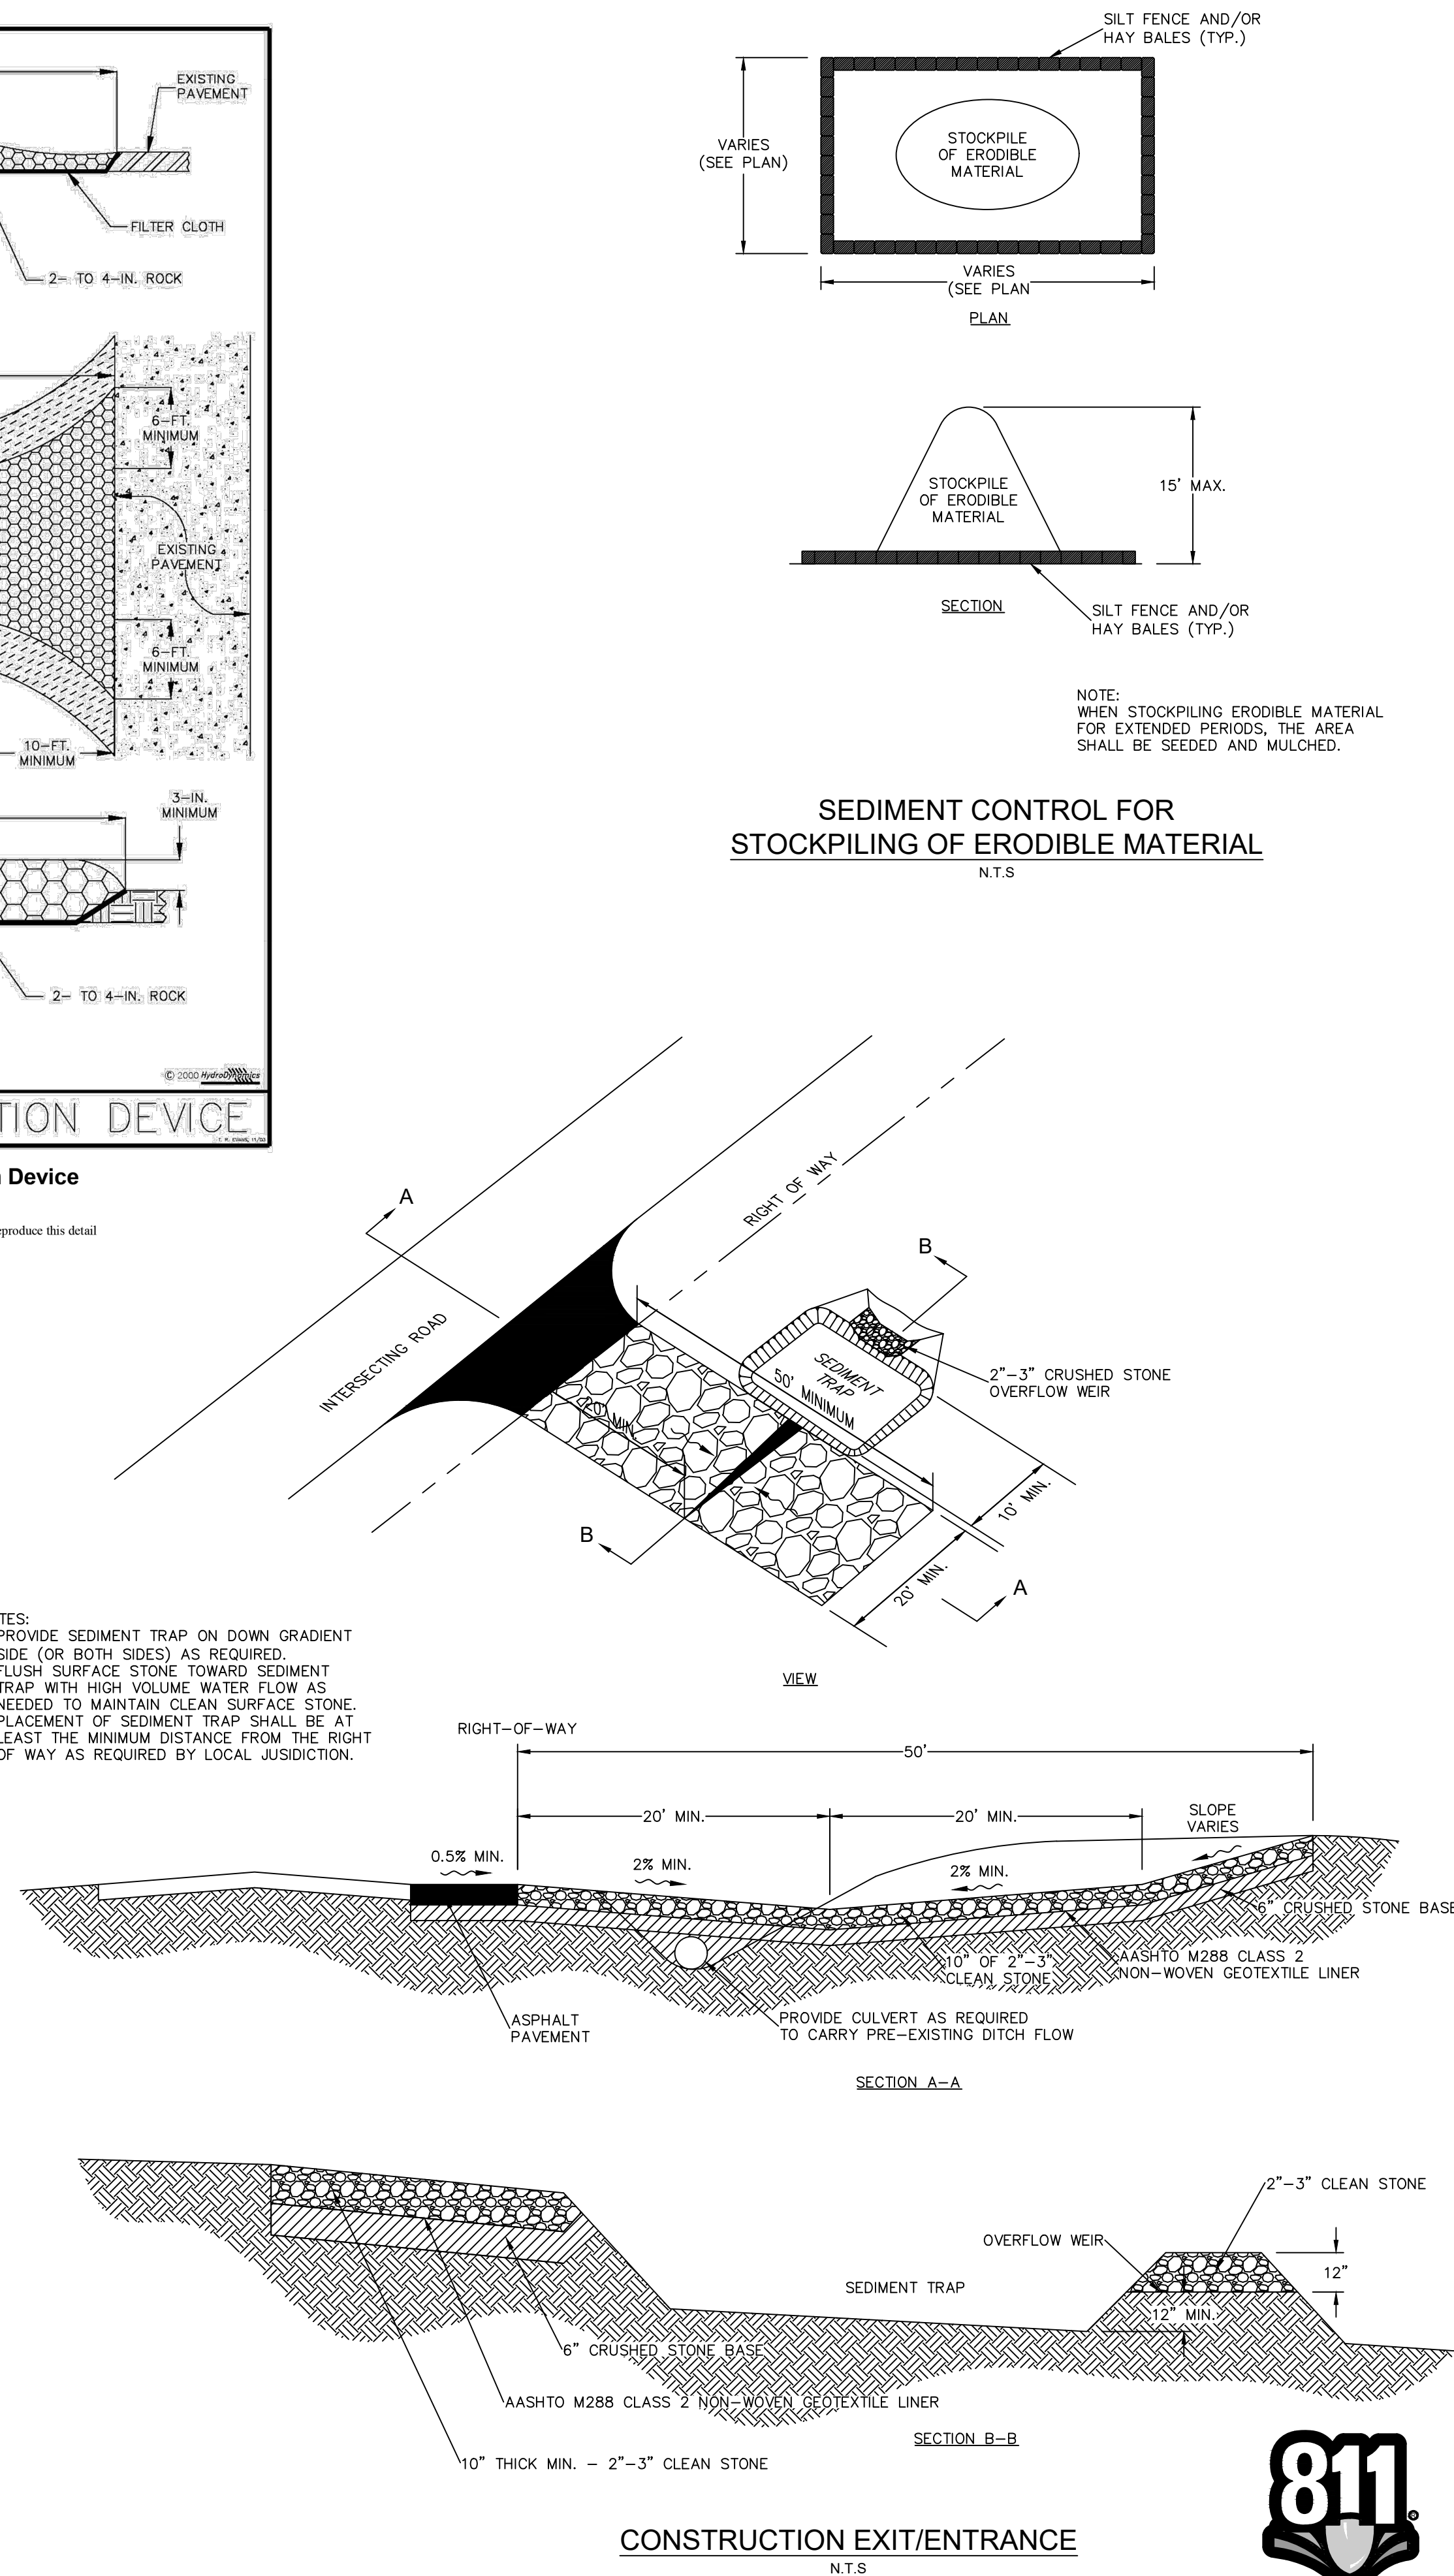 EXISTING
PAVEMENT
FILTER CLOTH
2- TO 4-IN. ROCK
6-FT.
MINIMUM
EXISTING
PAVEMENT
6-FT.
MINIMUM
10-FT.
MINIMUM
3-IN.
MINIMUM
2- TO 4-IN. ROCK
© 2000 HydroDynamics
TION DEVICE
Device
produce this detail
SILT FENCE AND/OR
HAY BALES (TYP.)
VARIES
(SEE PLAN)
STOCKPILE
OF ERODIBLE
MATERIAL
VARIES
(SEE PLAN
PLAN
STOCKPILE
OF ERODIBLE
MATERIAL
15' MAX.
SECTION
SILT FENCE AND/OR
HAY BALES (TYP.)
NOTE:
WHEN STOCKPILING ERODIBLE MATERIAL
FOR EXTENDED PERIODS, THE AREA
SHALL BE SEEDED AND MULCHED.
SEDIMENT CONTROL FOR
STOCKPILING OF ERODIBLE MATERIAL
N.T.S
A
RIGHT OF WAY
B
INTERSECTING ROAD
SEDIMENT
TRAP
2"-3" CRUSHED STONE
OVERFLOW WEIR
50' MINIMUM
20' MIN.
10' MIN.
B
20' MIN.
A
VIEW
TES:
PROVIDE SEDIMENT TRAP ON DOWN GRADIENT
SIDE (OR BOTH SIDES) AS REQUIRED.
FLUSH SURFACE STONE TOWARD SEDIMENT
TRAP WITH HIGH VOLUME WATER FLOW AS
NEEDED TO MAINTAIN CLEAN SURFACE STONE.
PLACEMENT OF SEDIMENT TRAP SHALL BE AT
LEAST THE MINIMUM DISTANCE FROM THE RIGHT
OF WAY AS REQUIRED BY LOCAL JUSIDICTION.
RIGHT-OF-WAY
50'
20' MIN.
20' MIN.
SLOPE
VARIES
0.5% MIN.
2% MIN.
2% MIN.
6" CRUSHED STONE BASE
10" OF 2"-3"
CLEAN STONE
AASHTO M288 CLASS 2
NON-WOVEN GEOTEXTILE LINER
ASPHALT
PAVEMENT
PROVIDE CULVERT AS REQUIRED
TO CARRY PRE-EXISTING DITCH FLOW
SECTION A-A
2"-3" CLEAN STONE
OVERFLOW WEIR
12"
SEDIMENT TRAP
12" MIN.
6" CRUSHED STONE BASE
AASHTO M288 CLASS 2 NON-WOVEN GEOTEXTILE LINER
SECTION B-B
10" THICK MIN. - 2"-3" CLEAN STONE
811
CONSTRUCTION EXIT/ENTRANCE
N.T.S